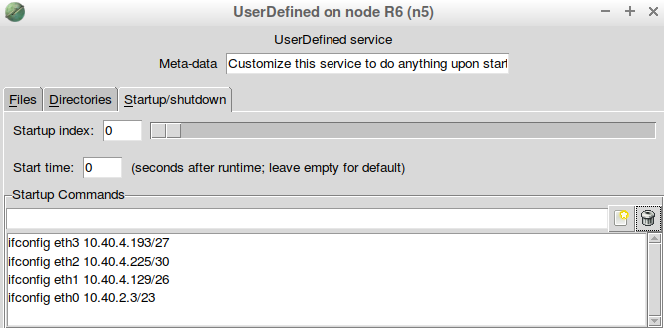 UserDefined on node R6 (n5)
UserDefined service
Meta-data Customize this service to do anything upon start
Files Directories Startup/shutdown
Startup index: 0
Start time: 0 (seconds after runtime; leave empty for default)
Startup Commands
ifconfig eth3 10.40.4.193/27
ifconfig eth2 10.40.4.225/30
ifconfig eth1 10.40.4.129/26
ifconfig eth0 10.40.2.3/23